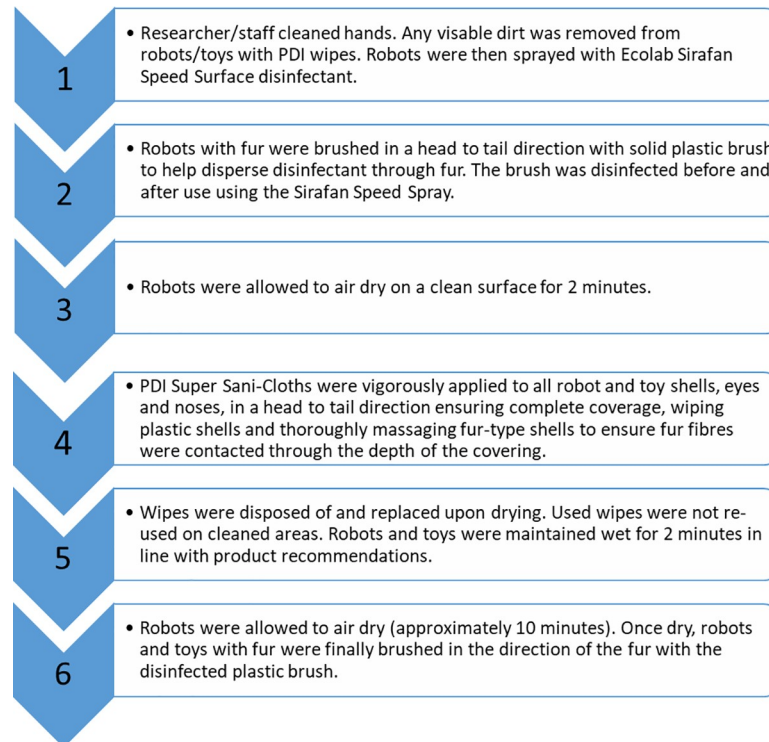 1
• Researcher/staff cleaned hands. Any visable dirt was removed from
robots/toys with PDI wipes. Robots were then sprayed with Ecolab Sirafan
Speed Surface disinfectant.
2
• Robots with fur were brushed in a head to tail direction with solid plastic brush
to help disperse disinfectant through fur. The brush was disinfected before and
after use using the Sirafan Speed Spray.
3
• Robots were allowed to air dry on a clean surface for 2 minutes.
4
• PDI Super Sani-Cloths were vigorously applied to all robot and toy shells, eyes
and noses, in a head to tail direction ensuring complete coverage, wiping
plastic shells and thoroughly massaging fur-type shells to ensure fur fibres
were contacted through the depth of the covering.
5
• Wipes were disposed of and replaced upon drying. Used wipes were not re-
used on cleaned areas. Robots and toys were maintained wet for 2 minutes in
line with product recommendations.
6
• Robots were allowed to air dry (approximately 10 minutes). Once dry, robots
and toys with fur were finally brushed in the direction of the fur with the
disinfected plastic brush.